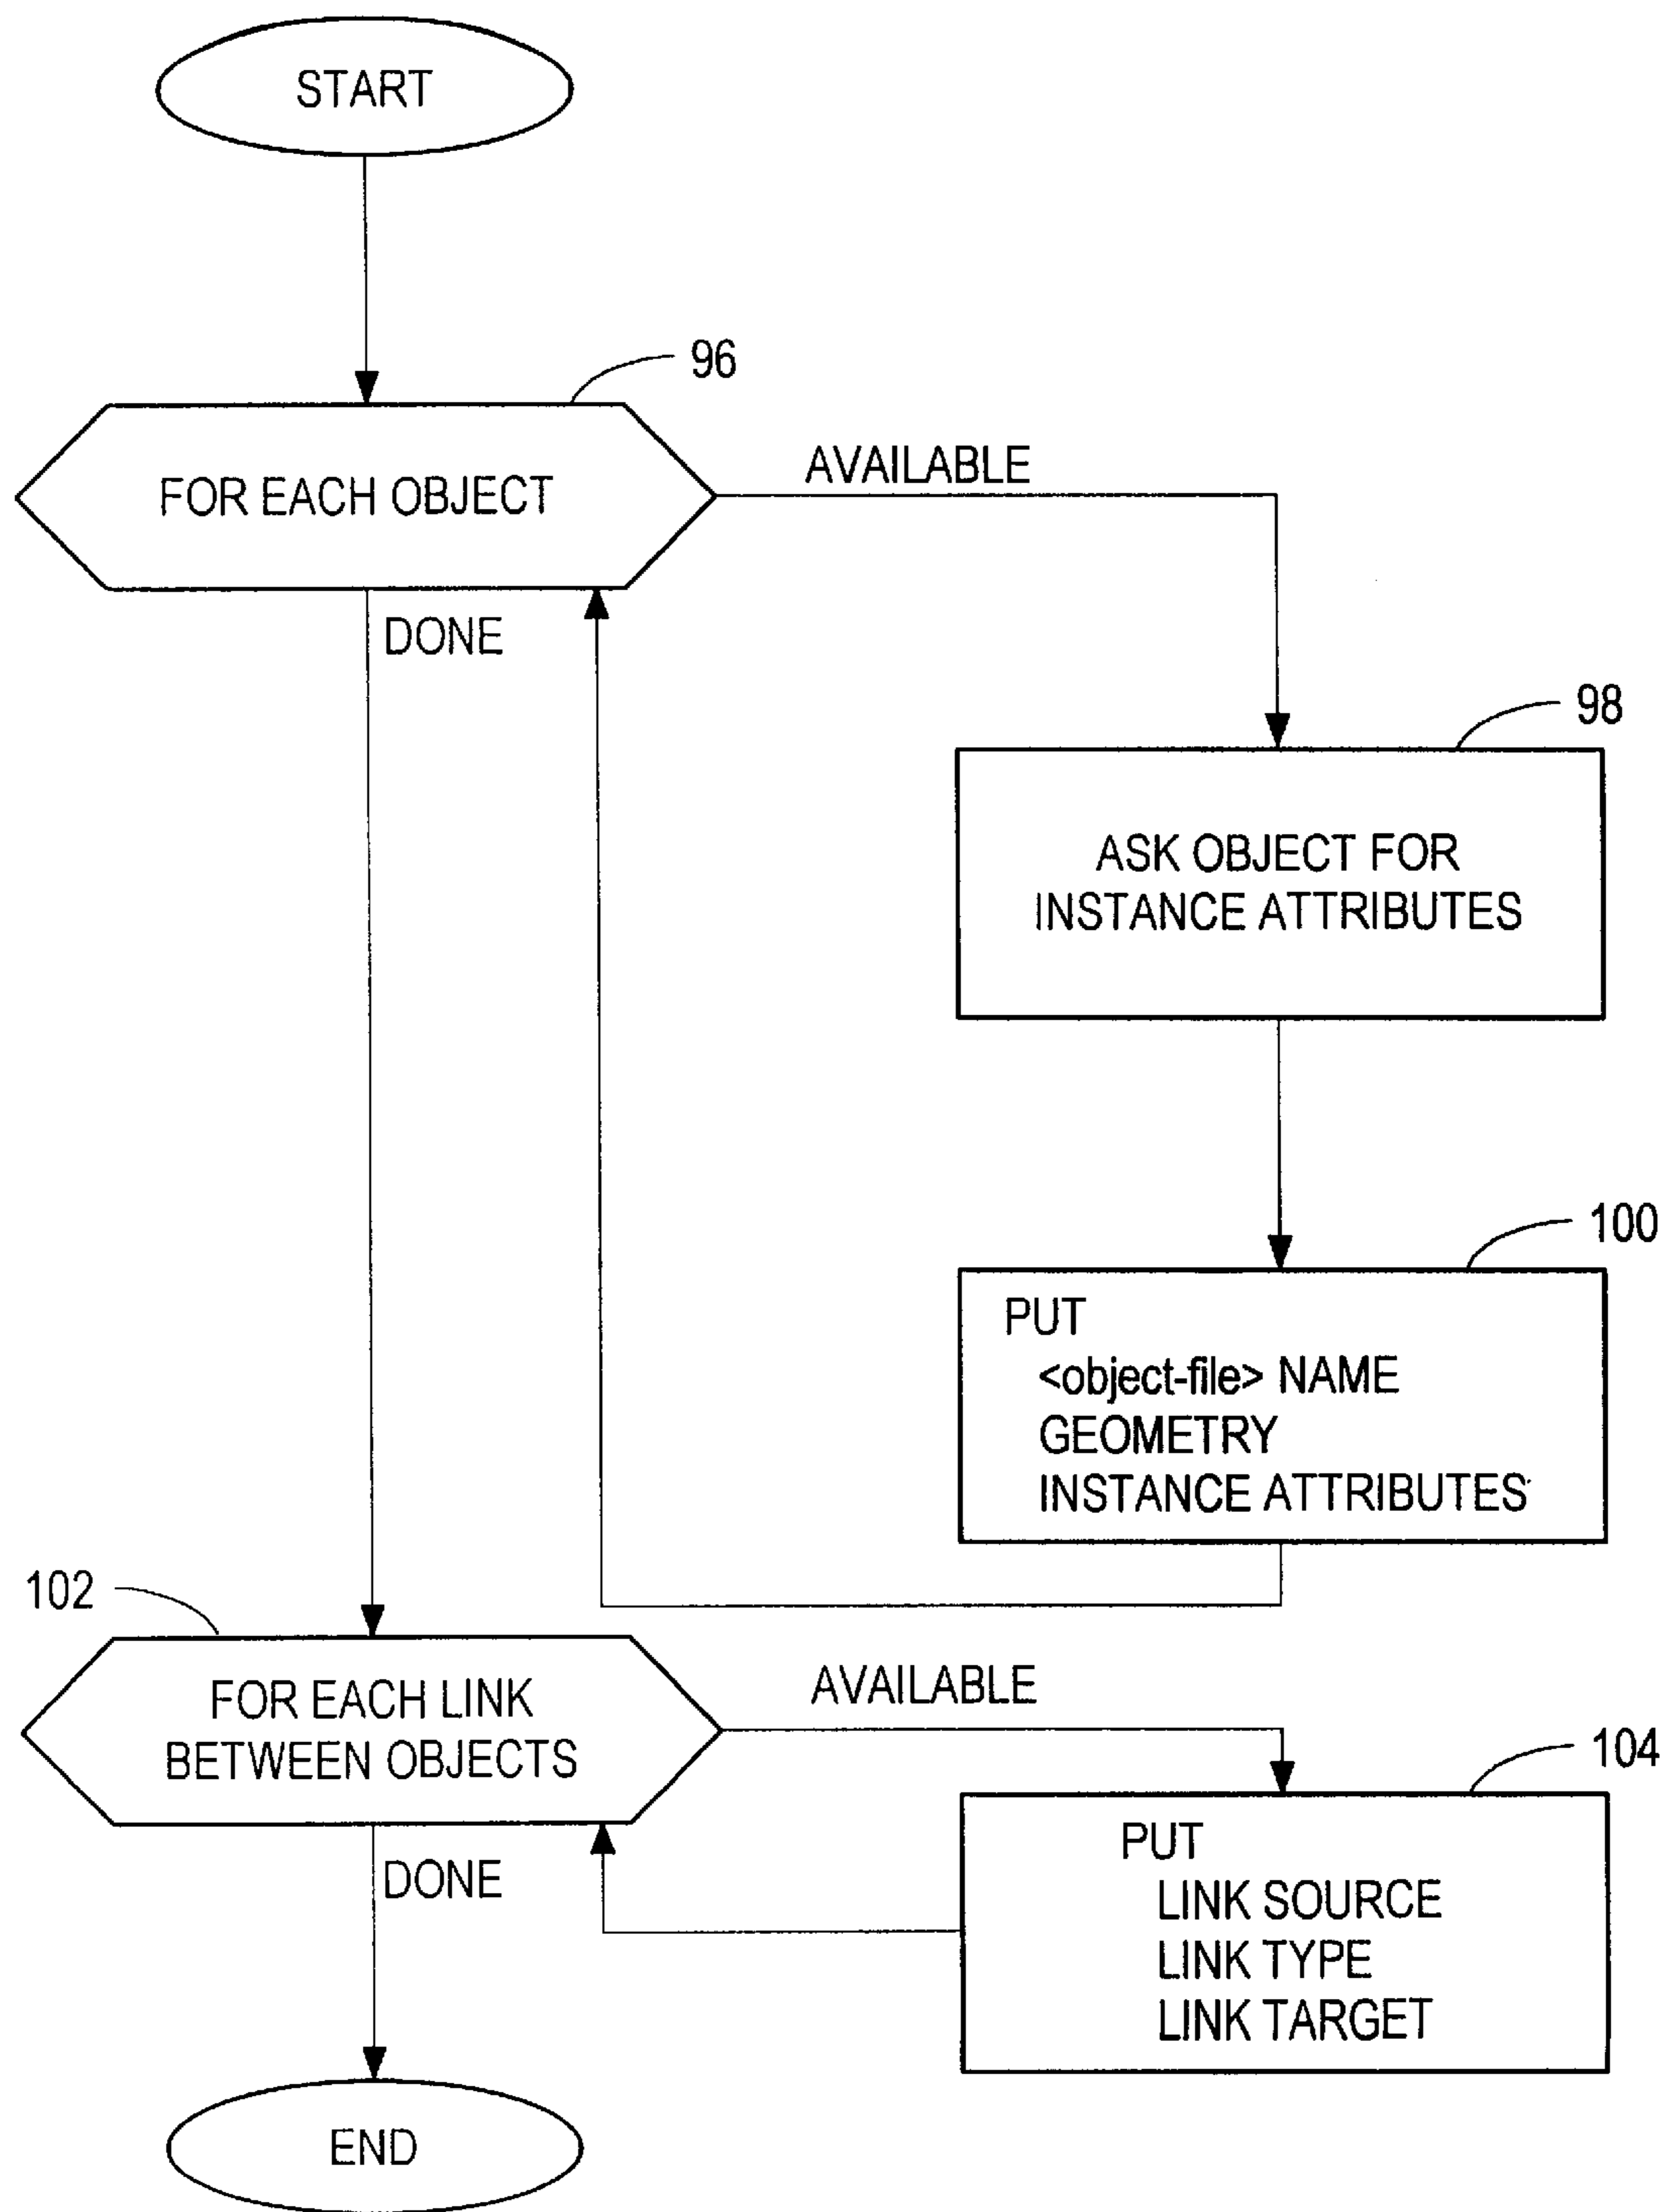 START
96
FOR EACH OBJECT
AVAILABLE
DONE
98
ASK OBJECT FOR
INSTANCE ATTRIBUTES
100
PUT
<object-file> NAME
GEOMETRY
INSTANCE ATTRIBUTES
102
FOR EACH LINK
BETWEEN OBJECTS
AVAILABLE
DONE
104
PUT
LINK SOURCE
LINK TYPE
LINK TARGET
END